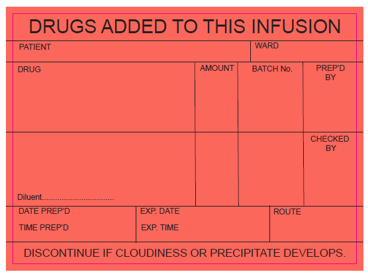 DRUGS ADDED TO THIS INFUSION
PATIENT WARD
DRUG AMOUNT BATCH No. PREP'D BY
CHECKED BY
Diluent................................
DATE PREP'D EXP. DATE ROUTE
TIME PREP'D EXP. TIME
DISCONTINUE IF CLOUDINESS OR PRECIPITATE DEVELOPS.